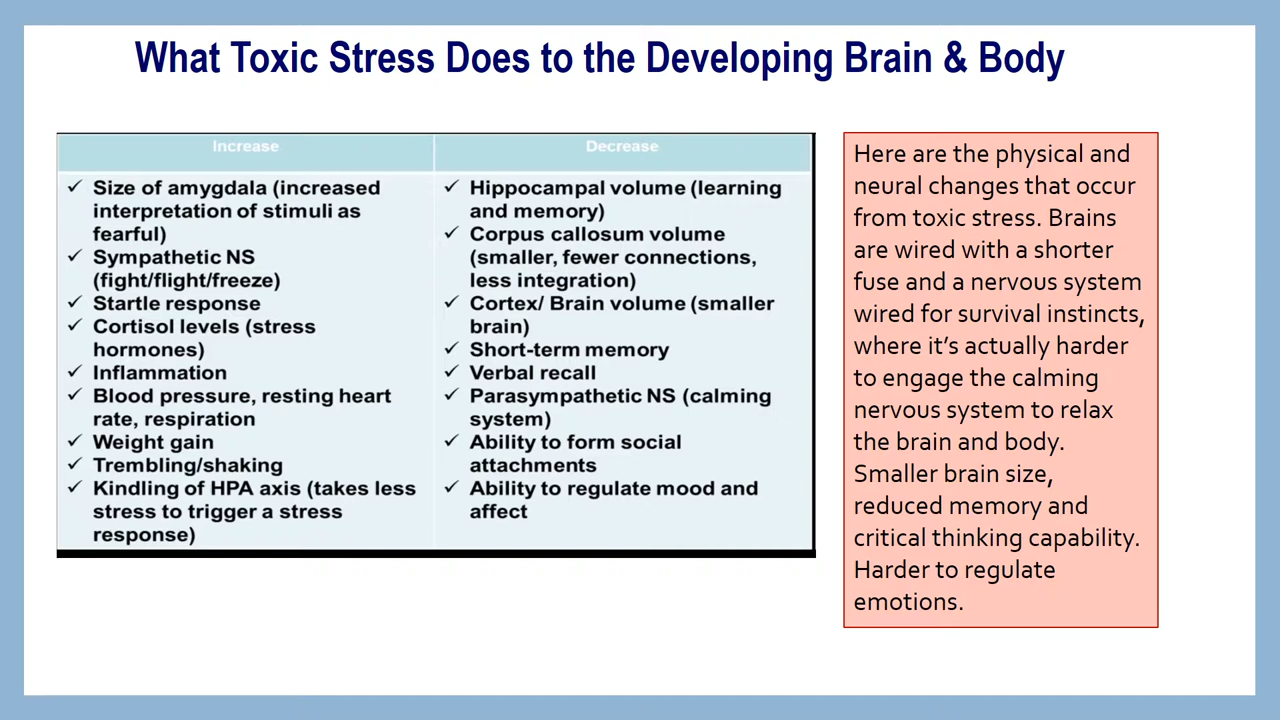 What Toxic Stress Does to the Developing Brain & Body
Increase
✓ Size of amygdala (increased
interpretation of stimuli as
fearful)
✓ Sympathetic NS
(fight/flight/freeze)
✓ Startle response
✓ Cortisol levels (stress
hormones)
✓ Inflammation
✓ Blood pressure, resting heart
rate, respiration
✓ Weight gain
✓ Trembling/shaking
✓ Kindling of HPA axis (takes less
stress to trigger a stress
response)
Decrease
✓ Hippocampal volume (learning
and memory)
✓ Corpus callosum volume
(smaller, fewer connections,
less integration)
✓ Cortex/ Brain volume (smaller
brain)
✓ Short-term memory
✓ Verbal recall
✓ Parasympathetic NS (calming
system)
✓ Ability to form social
attachments
✓ Ability to regulate mood and
affect
Here are the physical and
neural changes that occur
from toxic stress. Brains
are wired with a shorter
fuse and a nervous system
wired for survival instincts,
where it’s actually harder
to engage the calming
nervous system to relax
the brain and body.
Smaller brain size,
reduced memory and
critical thinking capability.
Harder to regulate
emotions.